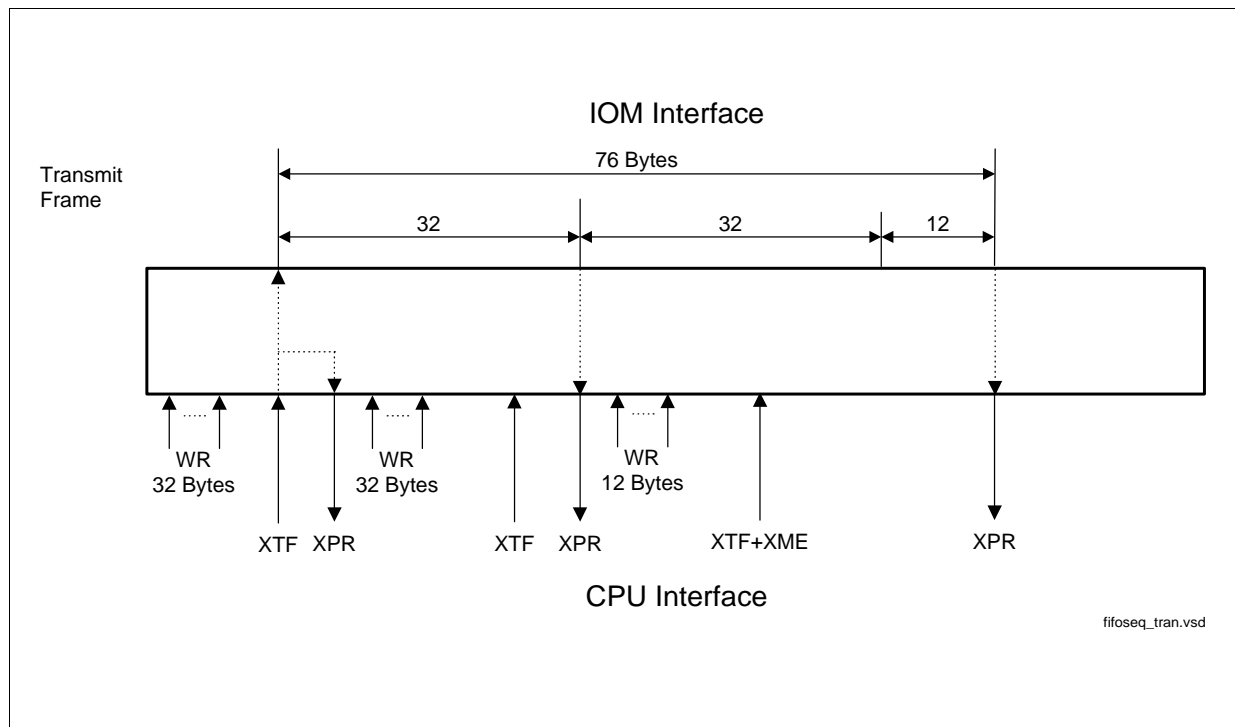 IOM Interface
76 Bytes
Transmit
Frame
32
32
12
.....
.....
.....
WR
32 Bytes
WR
32 Bytes
WR
12 Bytes
XTF
XPR
XTF
XPR
XTF+XME
XPR
CPU Interface
fifoseq_tran.vsd